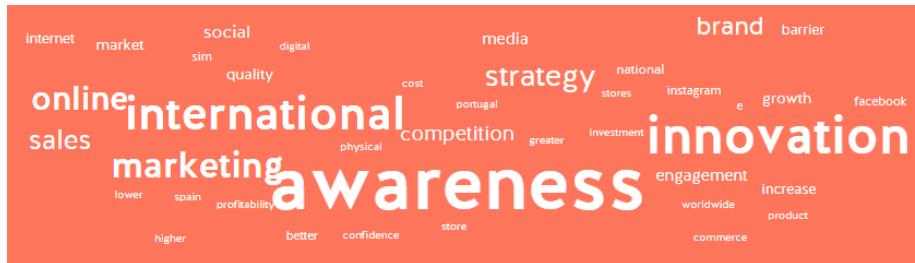 brand
social
barrier
internet
media
market
digital
sim
national
quality
strategy
cost
instagram
stores
online
growth
facebook
portugal
e
international
competition
investment
innovation
sales
greater
physical
marketing
engagement
awareness
increase
lower
spain
profitability
worldwide
product
store
higher
better
confidence
commerce